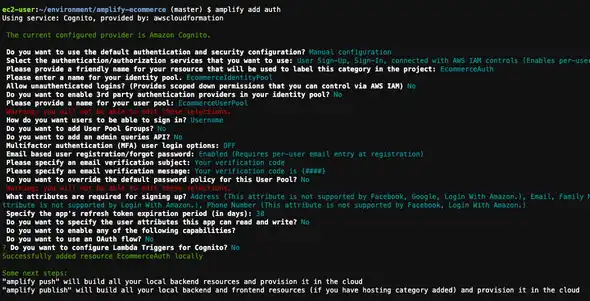 ec2-user:~/environment/amplify-ecommerce (master) $ amplify add auth
Using service: Cognito, provided by: awscloudformation
The current configured provider is Amazon Cognito.
Do you want to use the default authentication and security configuration? Manual configuration
Select the authentication/authorization services that you want to use: User Sign-Up, Sign-In, connected with AWS IAM controls (Enables per-user
Please provide a friendly name for your resource that will be used to label this category in the project: EcommerceAuth
Please enter a name for your identity pool. EcommerceIdentityPool
Allow unauthenticated logins? (Provides scoped down permissions that you can control via AWS IAM) No
Do you want to enable 3rd party authentication providers in your identity pool? No
Please provide a name for your user pool: EcommerceUserPool
Warning: you will not be able to edit these selections.
How do you want users to be able to sign in? Username
Do you want to add User Pool Groups? No
Do you want to add an admin queries API? No
Multifactor authentication (MFA) user login options: OFF
Email based user registration/forgot password: Enabled (Requires per-user email entry at registration)
Please specify an email verification subject: Your verification code
Please specify an email verification message: Your verification code is {####}
Do you want to override the default password policy for this User Pool? No
Warning: you will not be able to edit these selections.
What attributes are required for signing up? Address (This attribute is not supported by Facebook, Google, Login With Amazon.), Email, Family N
ttribute is not supported by Login With Amazon.), Phone Number (This attribute is not supported by Facebook, Login With Amazon.)
Specify the app's refresh token expiration period (in days): 30
Do you want to specify the user attributes this app can read and write? No
Do you want to enable any of the following capabilities?
Do you want to use an OAuth flow? No
? Do you want to configure Lambda Triggers for Cognito? No
Successfully added resource EcommerceAuth locally
Some next steps:
"amplify push" will build all your local backend resources and provision it in the cloud
"amplify publish" will build all your local backend and frontend resources (if you have hosting category added) and provision it in the cloud